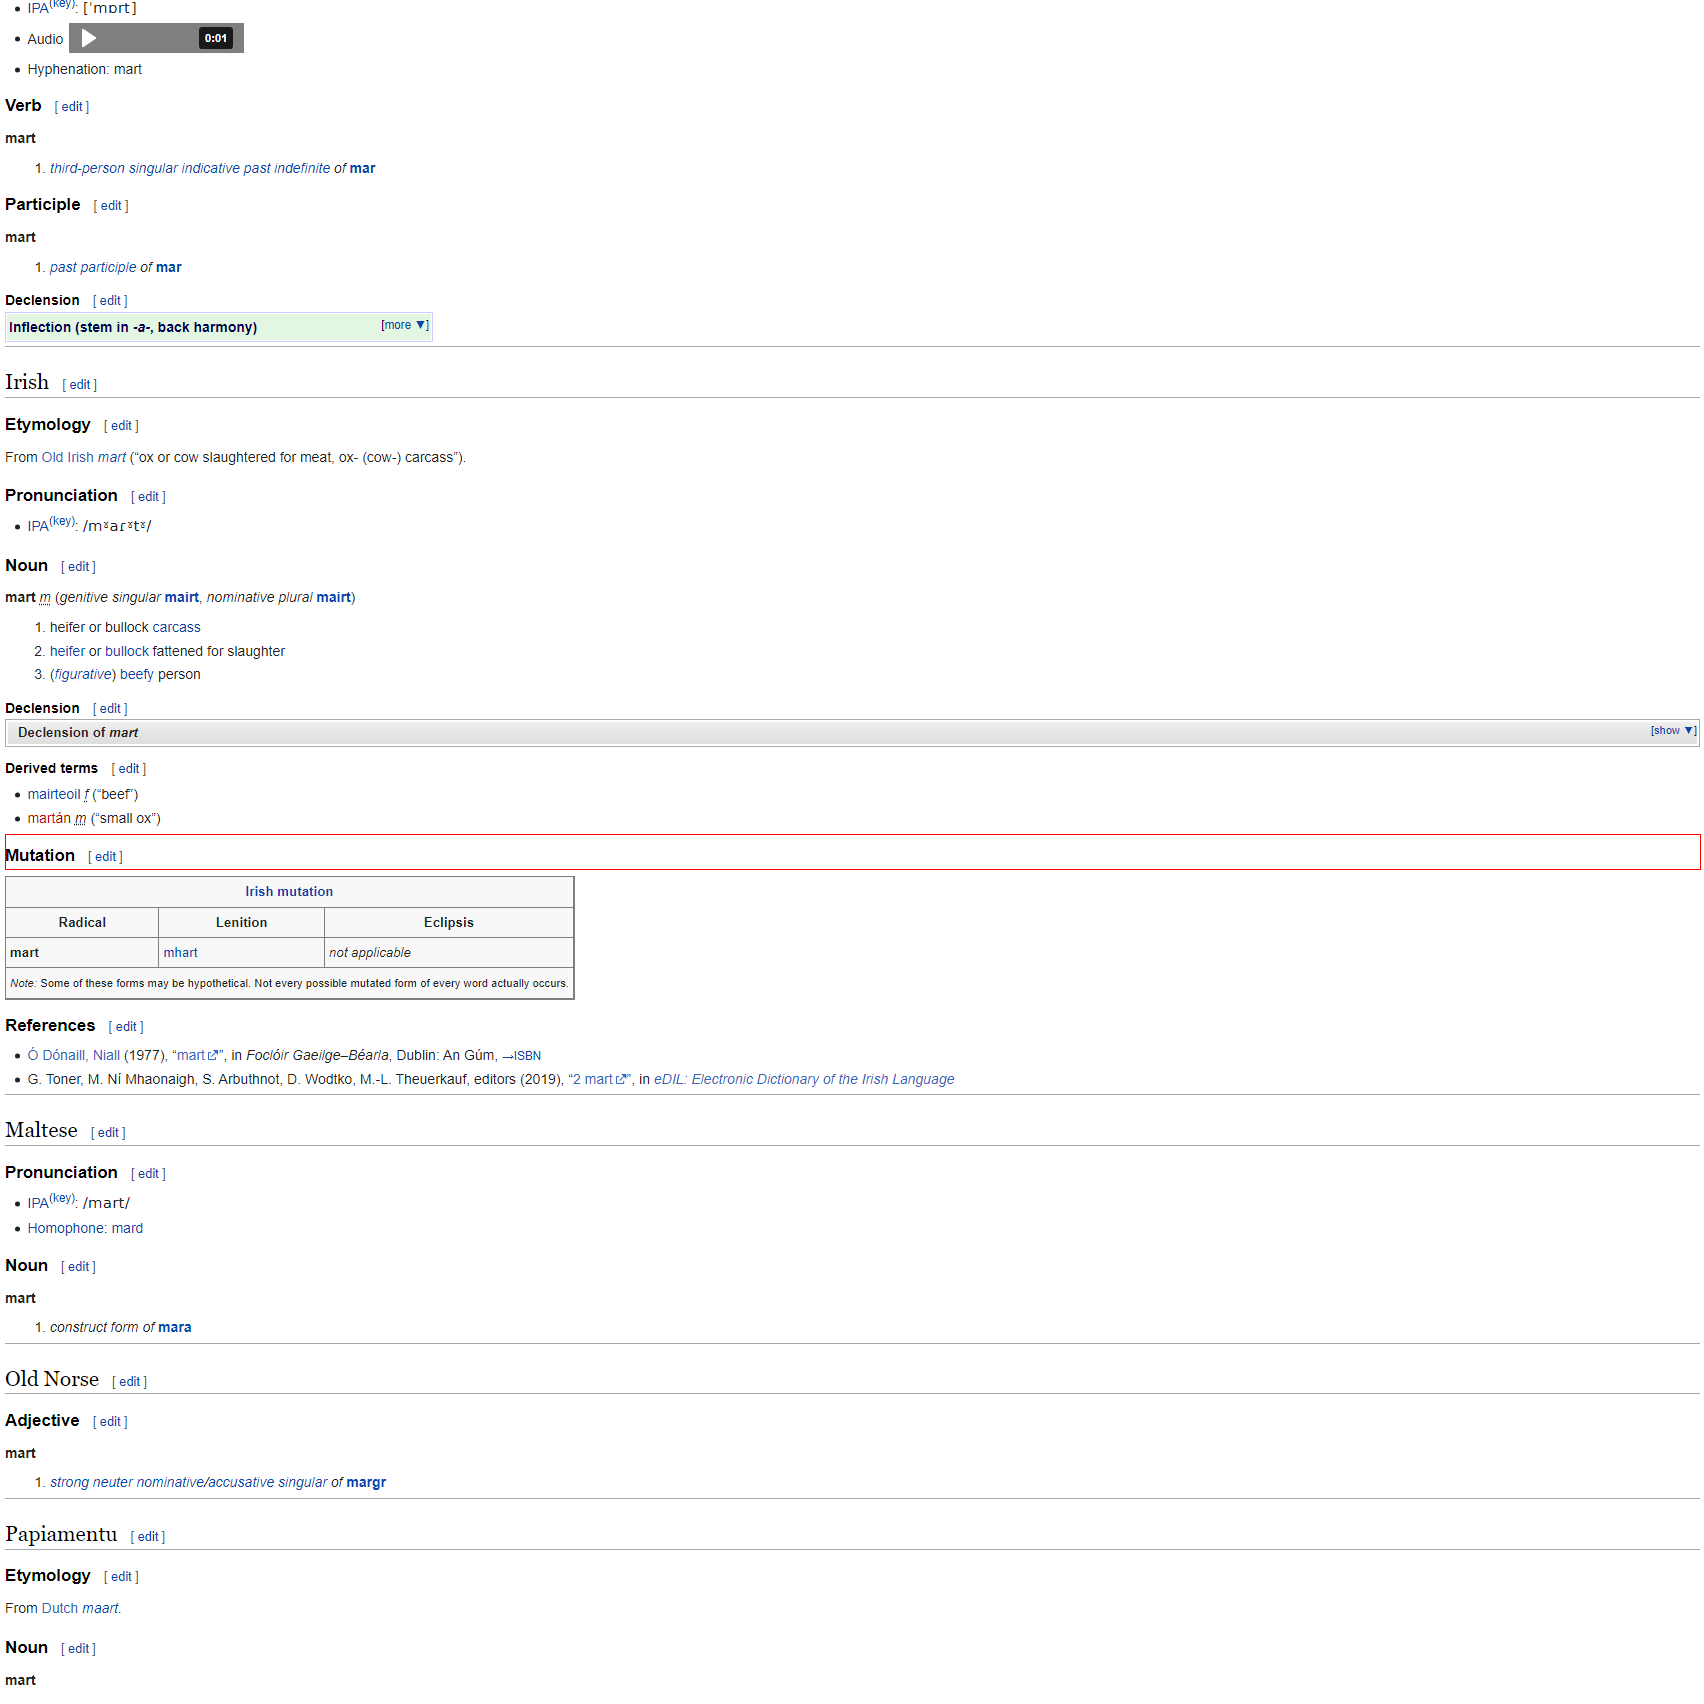 IPA(key): [ˈmɒrt]
Audio 0:01
Hyphenation: mart
Verb [ edit ]
mart
1. third-person singular indicative past indefinite of mar
Participle [ edit ]
mart
1. past participle of mar
Declension [ edit ]
Inflection (stem in -a-, back harmony) [more ▼]
Irish [ edit ]
Etymology [ edit ]
From Old Irish mart (“ox or cow slaughtered for meat, ox- (cow-) carcass”).
Pronunciation [ edit ]
IPA(key): /mˠaɾˠtˠ/
Noun [ edit ]
mart m (genitive singular mairt, nominative plural mairt)
1. heifer or bullock carcass
2. heifer or bullock fattened for slaughter
3. (figurative) beefy person
Declension [ edit ]
Declension of mart [show ▼]
Derived terms [ edit ]
mairteoil f (“beef”)
martán m (“small ox”)
Mutation [ edit ]
Irish mutation
Radical Lenition Eclipsis
mart mhart not applicable
Note: Some of these forms may be hypothetical. Not every possible mutated form of every word actually occurs.
References [ edit ]
Ó Dónaill, Niall (1977), “mart”, in Foclóir Gaeilge–Béarla, Dublin: An Gúm, →ISBN
G. Toner, M. Ní Mhaonaigh, S. Arbuthnot, D. Wodtko, M.-L. Theuerkauf, editors (2019), “2 mart”, in eDIL: Electronic Dictionary of the Irish Language
Maltese [ edit ]
Pronunciation [ edit ]
IPA(key): /mart/
Homophone: mard
Noun [ edit ]
mart
1. construct form of mara
Old Norse [ edit ]
Adjective [ edit ]
mart
1. strong neuter nominative/accusative singular of margr
Papiamentu [ edit ]
Etymology [ edit ]
From Dutch maart.
Noun [ edit ]
mart